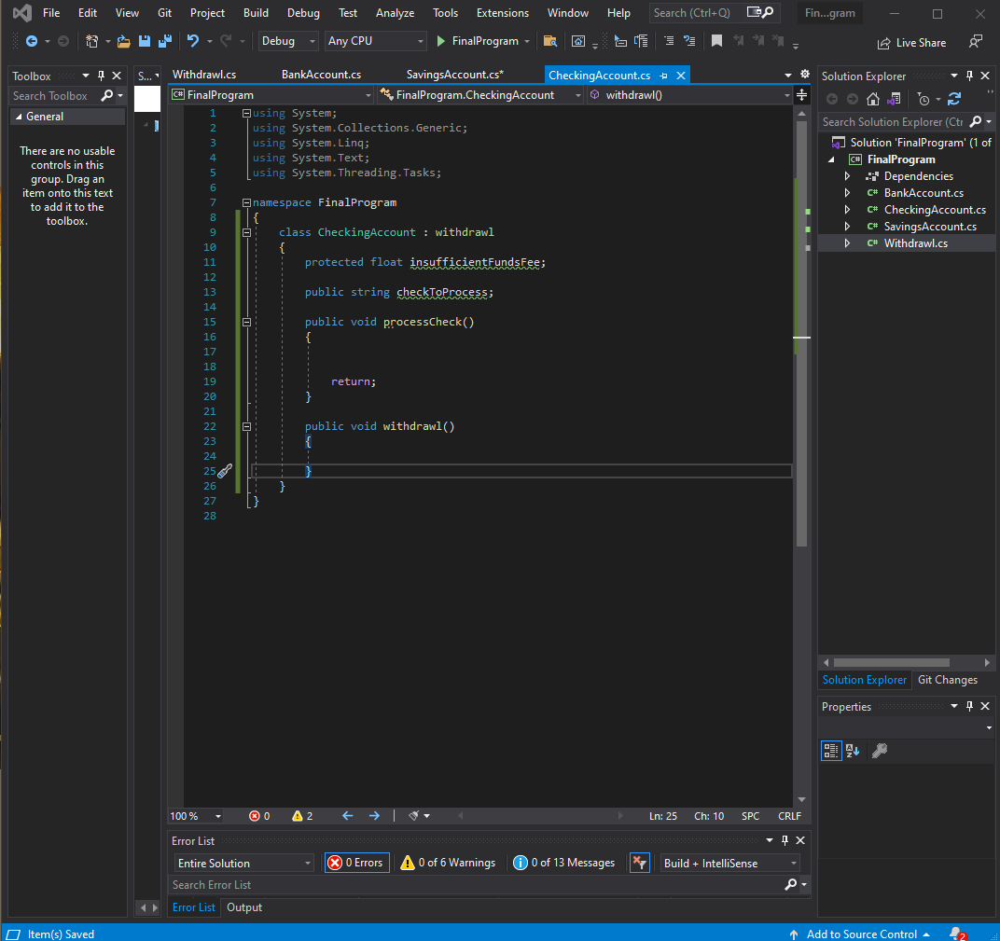 File Edit View Git Project Build Debug Test Analyze Tools Extensions Window Help Search (Ctrl+Q) Fin...gram
Debug Any CPU FinalProgram Live Share
Toolbox
Search Toolbox
General
There are no usable
controls in this
group. Drag an
item onto this text
to add it to the
toolbox.
S...
Withdrawl.cs BankAccount.cs SavingsAccount.cs* CheckingAccount.cs
C# FinalProgram FinalProgram.CheckingAccount withdrawl()
1 using System;
2 using System.Collections.Generic;
3 using System.Linq;
4 using System.Text;
5 using System.Threading.Tasks;
6
7 namespace FinalProgram
8 {
9 class CheckingAccount : withdrawl
10 {
11 protected float insufficientFundsFee;
12
13 public string checkToProcess;
14
15 public void processCheck()
16 {
17
18
19 return;
20 }
21
22 public void withdrawl()
23 {
24
25 }
26 }
27 }
28
100 % 0 2 Ln: 25 Ch: 10 SPC CRLF
Error List
Entire Solution 0 Errors 0 of 6 Warnings 0 of 13 Messages Build + IntelliSense
Search Error List
Error List Output
Solution Explorer
Search Solution Explorer (Ctr
Solution 'FinalProgram' (1 of
C# FinalProgram
Dependencies
C# BankAccount.cs
C# CheckingAccount.cs
C# SavingsAccount.cs
C# Withdrawl.cs
Solution Explorer Git Changes
Properties
Item(s) Saved Add to Source Control 2